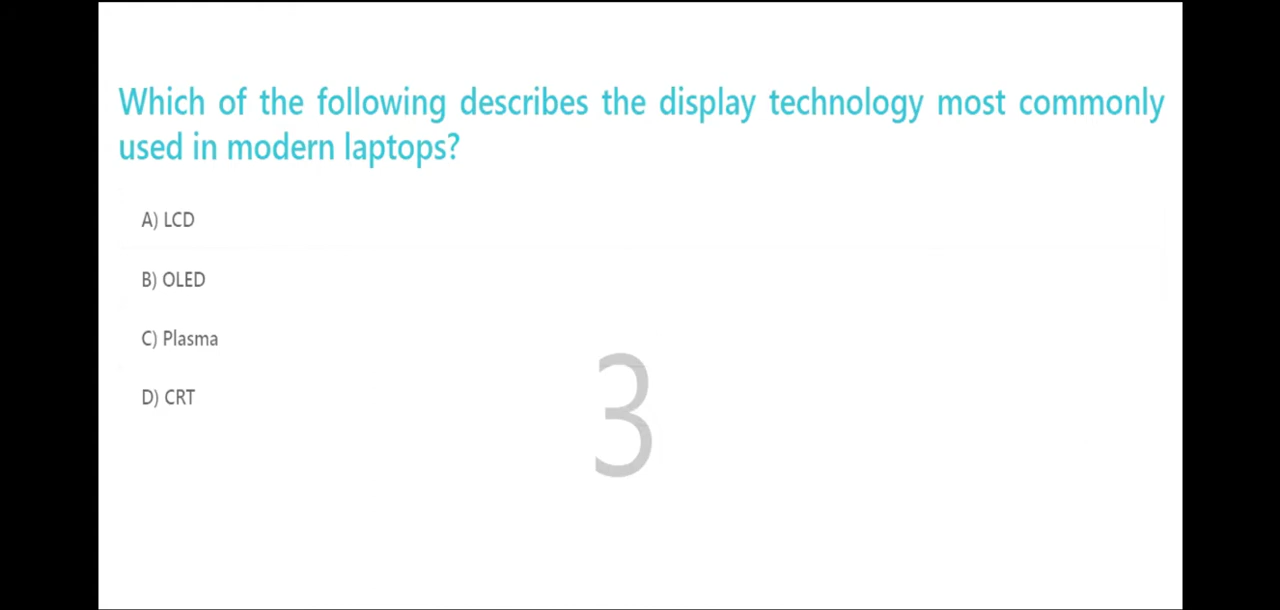 Which of the following describes the display technology most commonly
used in modern laptops?
A) LCD
B) OLED
C) Plasma
D) CRT
3